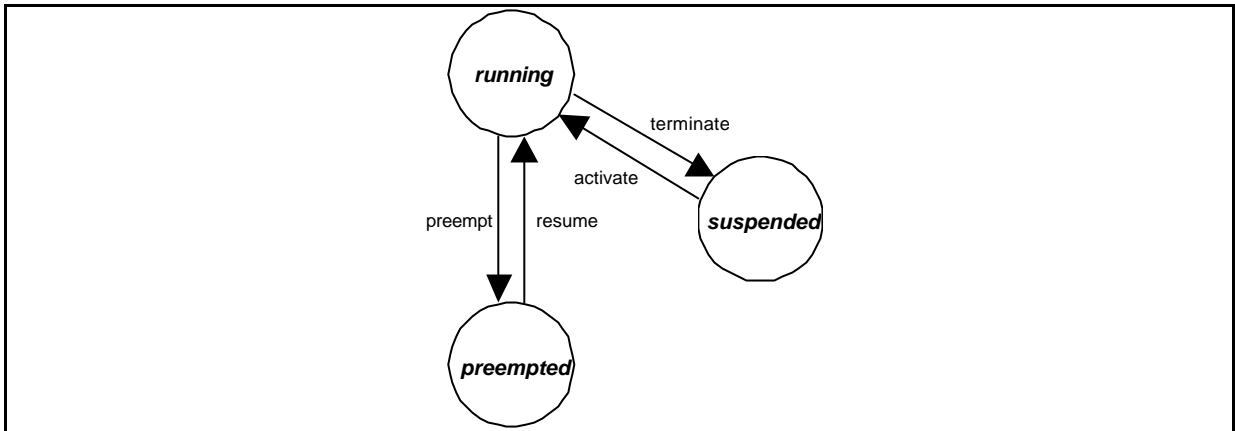 running
terminate
activate
preempt
resume
suspended
preempted